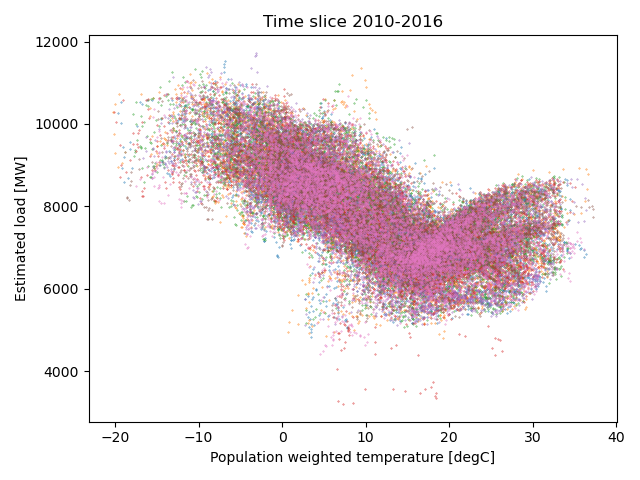 Time slice 2010-2016
12000
10000
8000
6000
4000
Estimated load [MW]
−20 −10 0 10 20 30 40
Population weighted temperature [degC]